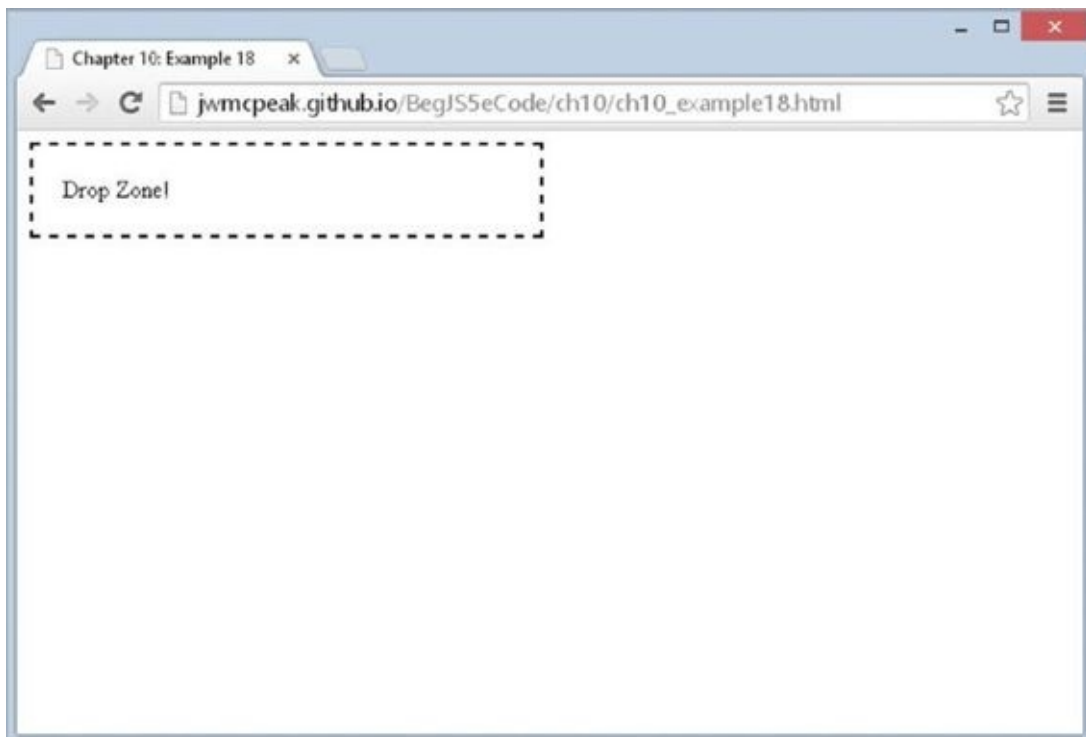 Chapter 10: Example 18
jwmcpeak.github.io/BegJS5eCode/ch10/ch10_example18.html
Drop Zone!